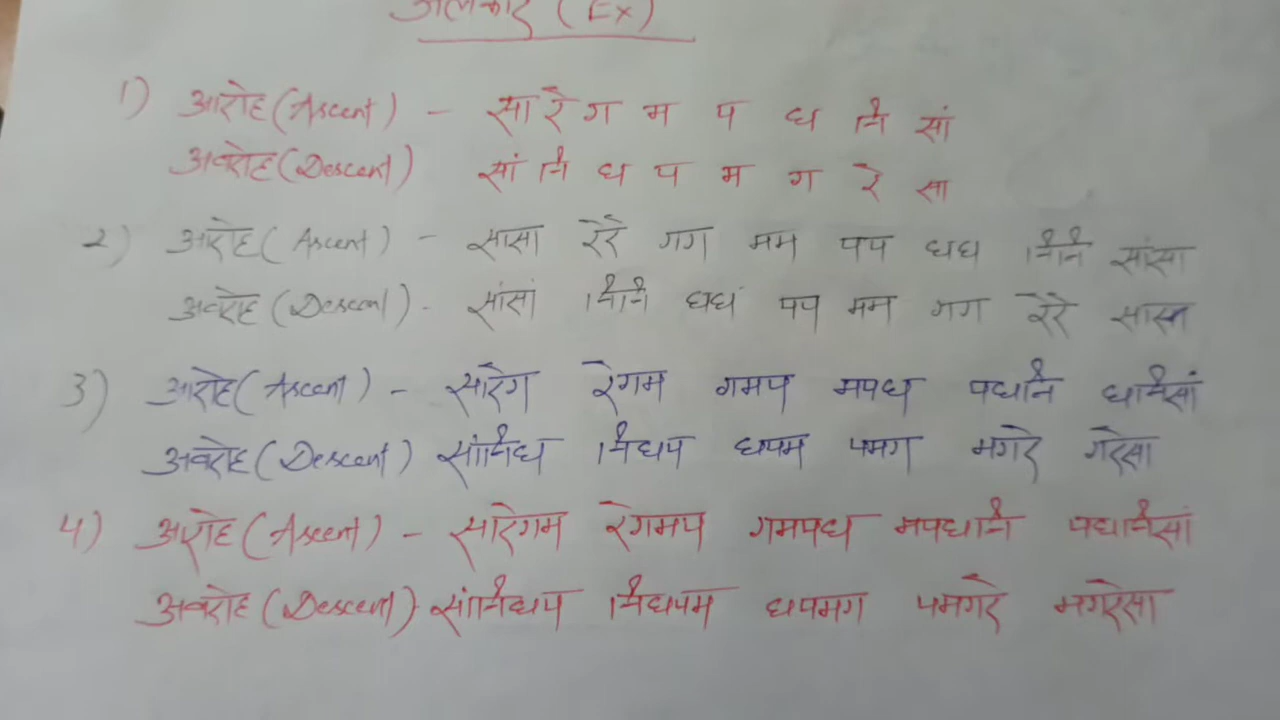 अलंकार (Ex)
1) आरोह (Ascent) - सा रे ग म प ध नि सां
अवरोह (Descent) सां नि ध प म ग रे सा
2) आरोह (Ascent) - सासा रेरे गग मम पप धध निनि सांसा
अवरोह (Descent) - सांसां निनि धधं पप मम गग रेरे सासा
3) आरोह (Ascent) - सारेग रेगम गमप मपध पधनि धनिसां
अवरोह (Descent) सांनिध निधप धपम पमग मगरे गरेसा
4) आरोह (Ascent) - सारेगम रेगमप गमपध मपधनि पधनिसां
अवरोह (Descent) सांनिधप निधपम धपमग पमगरे मगरेसा